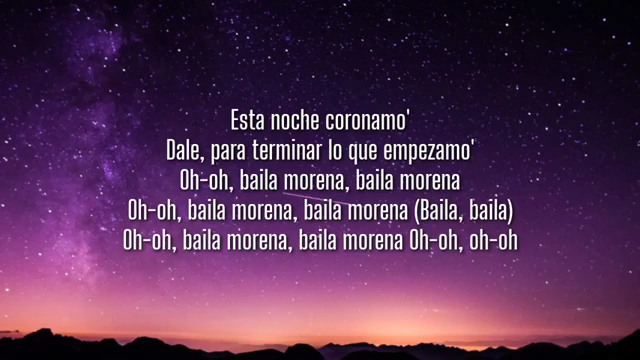 Esta noche coronamo'
Dale, para terminar lo que empezamo'
Oh-oh, baila morena, baila morena
Oh-oh, baila morena, baila morena (Baila, baila)
Oh-oh, baila morena, baila morena Oh-oh, oh-oh